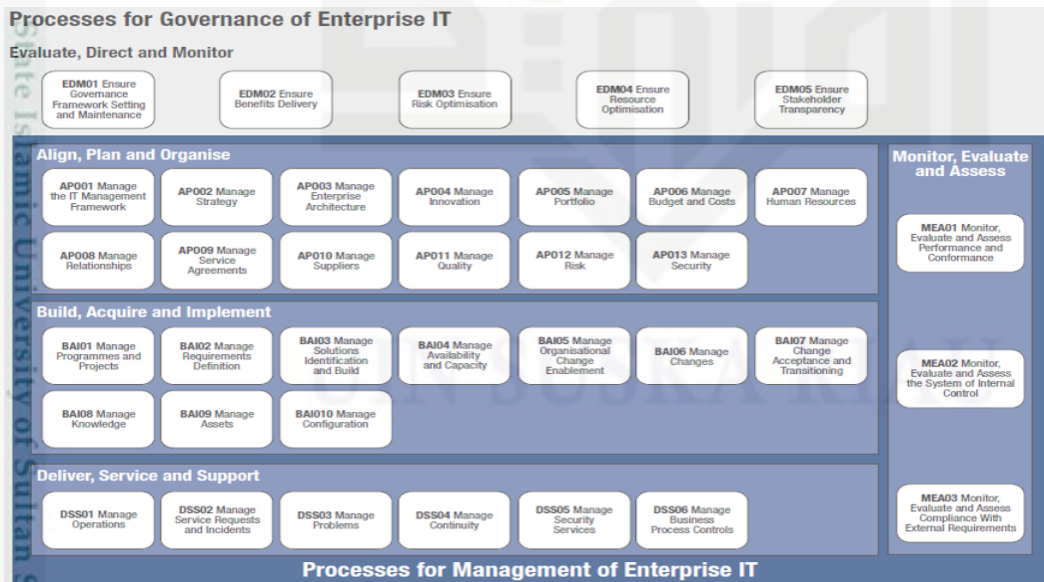 Processes for Governance of Enterprise IT
Evaluate, Direct and Monitor
EDM01 Ensure
Governance
Framework Setting
and Maintenance
EDM02 Ensure
Benefits Delivery
EDM03 Ensure
Risk Optimisation
EDM04 Ensure
Resource
Optimisation
EDM05 Ensure
Stakeholder
Transparency
Align, Plan and Organise
AP001 Manage
the IT Management
Framework
AP002 Manage
Strategy
AP003 Manage
Enterprise
Architecture
AP004 Manage
Innovation
AP005 Manage
Portfolio
AP006 Manage
Budget and Costs
AP007 Manage
Human Resources
AP008 Manage
Relationships
AP009 Manage
Service
Agreements
AP010 Manage
Suppliers
AP011 Manage
Quality
AP012 Manage
Risk
AP013 Manage
Security
Build, Acquire and Implement
BAI01 Manage
Programmes and
Projects
BAI02 Manage
Requirements
Definition
BAI03 Manage
Solutions
Identification
and Build
BAI04 Manage
Availability
and Capacity
BAI05 Manage
Organisational
Change
Enablement
BAI06 Manage
Changes
BAI07 Manage
Change
Acceptance and
Transitioning
BAI08 Manage
Knowledge
BAI09 Manage
Assets
BAI010 Manage
Configuration
Deliver, Service and Support
DSS01 Manage
Operations
DSS02 Manage
Service Requests
and Incidents
DSS03 Manage
Problems
DSS04 Manage
Continuity
DSS05 Manage
Security
Services
DSS06 Manage
Business
Process Controls
Monitor, Evaluate
and Assess
MEA01 Monitor,
Evaluate and Assess
Performance and
Conformance
MEA02 Monitor,
Evaluate and Assess
the System of Internal
Control
MEA03 Monitor,
Evaluate and Assess
Compliance With
External Requirements
Processes for Management of Enterprise IT
State Islamic University of Sultan
UIN SUSKA RIAU